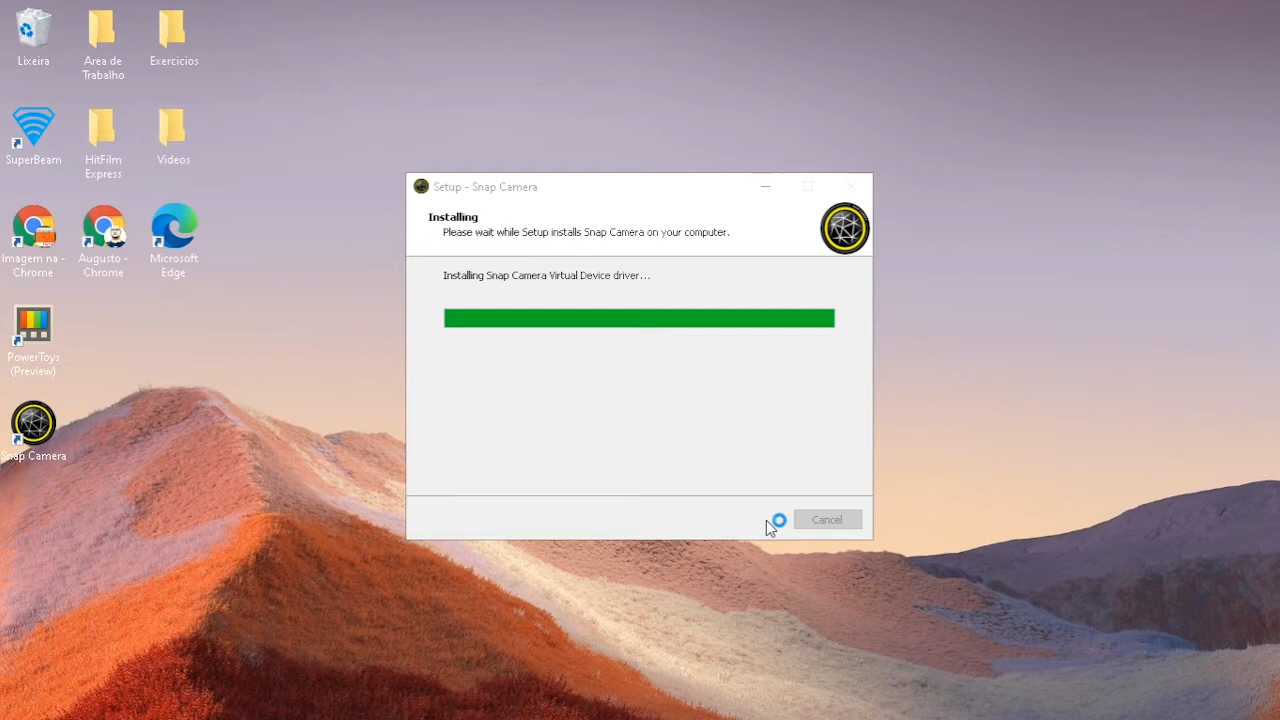 Lixeira
Area de
Trabalho
Exercicios
SuperBeam
HitFilm
Express
Videos
Imagem na -
Chrome
Augusto -
Chrome
Microsoft
Edge
PowerToys
(Preview)
Snap Camera
Setup - Snap Camera
Installing
Please wait while Setup installs Snap Camera on your computer.
Installing Snap Camera Virtual Device driver...
Cancel